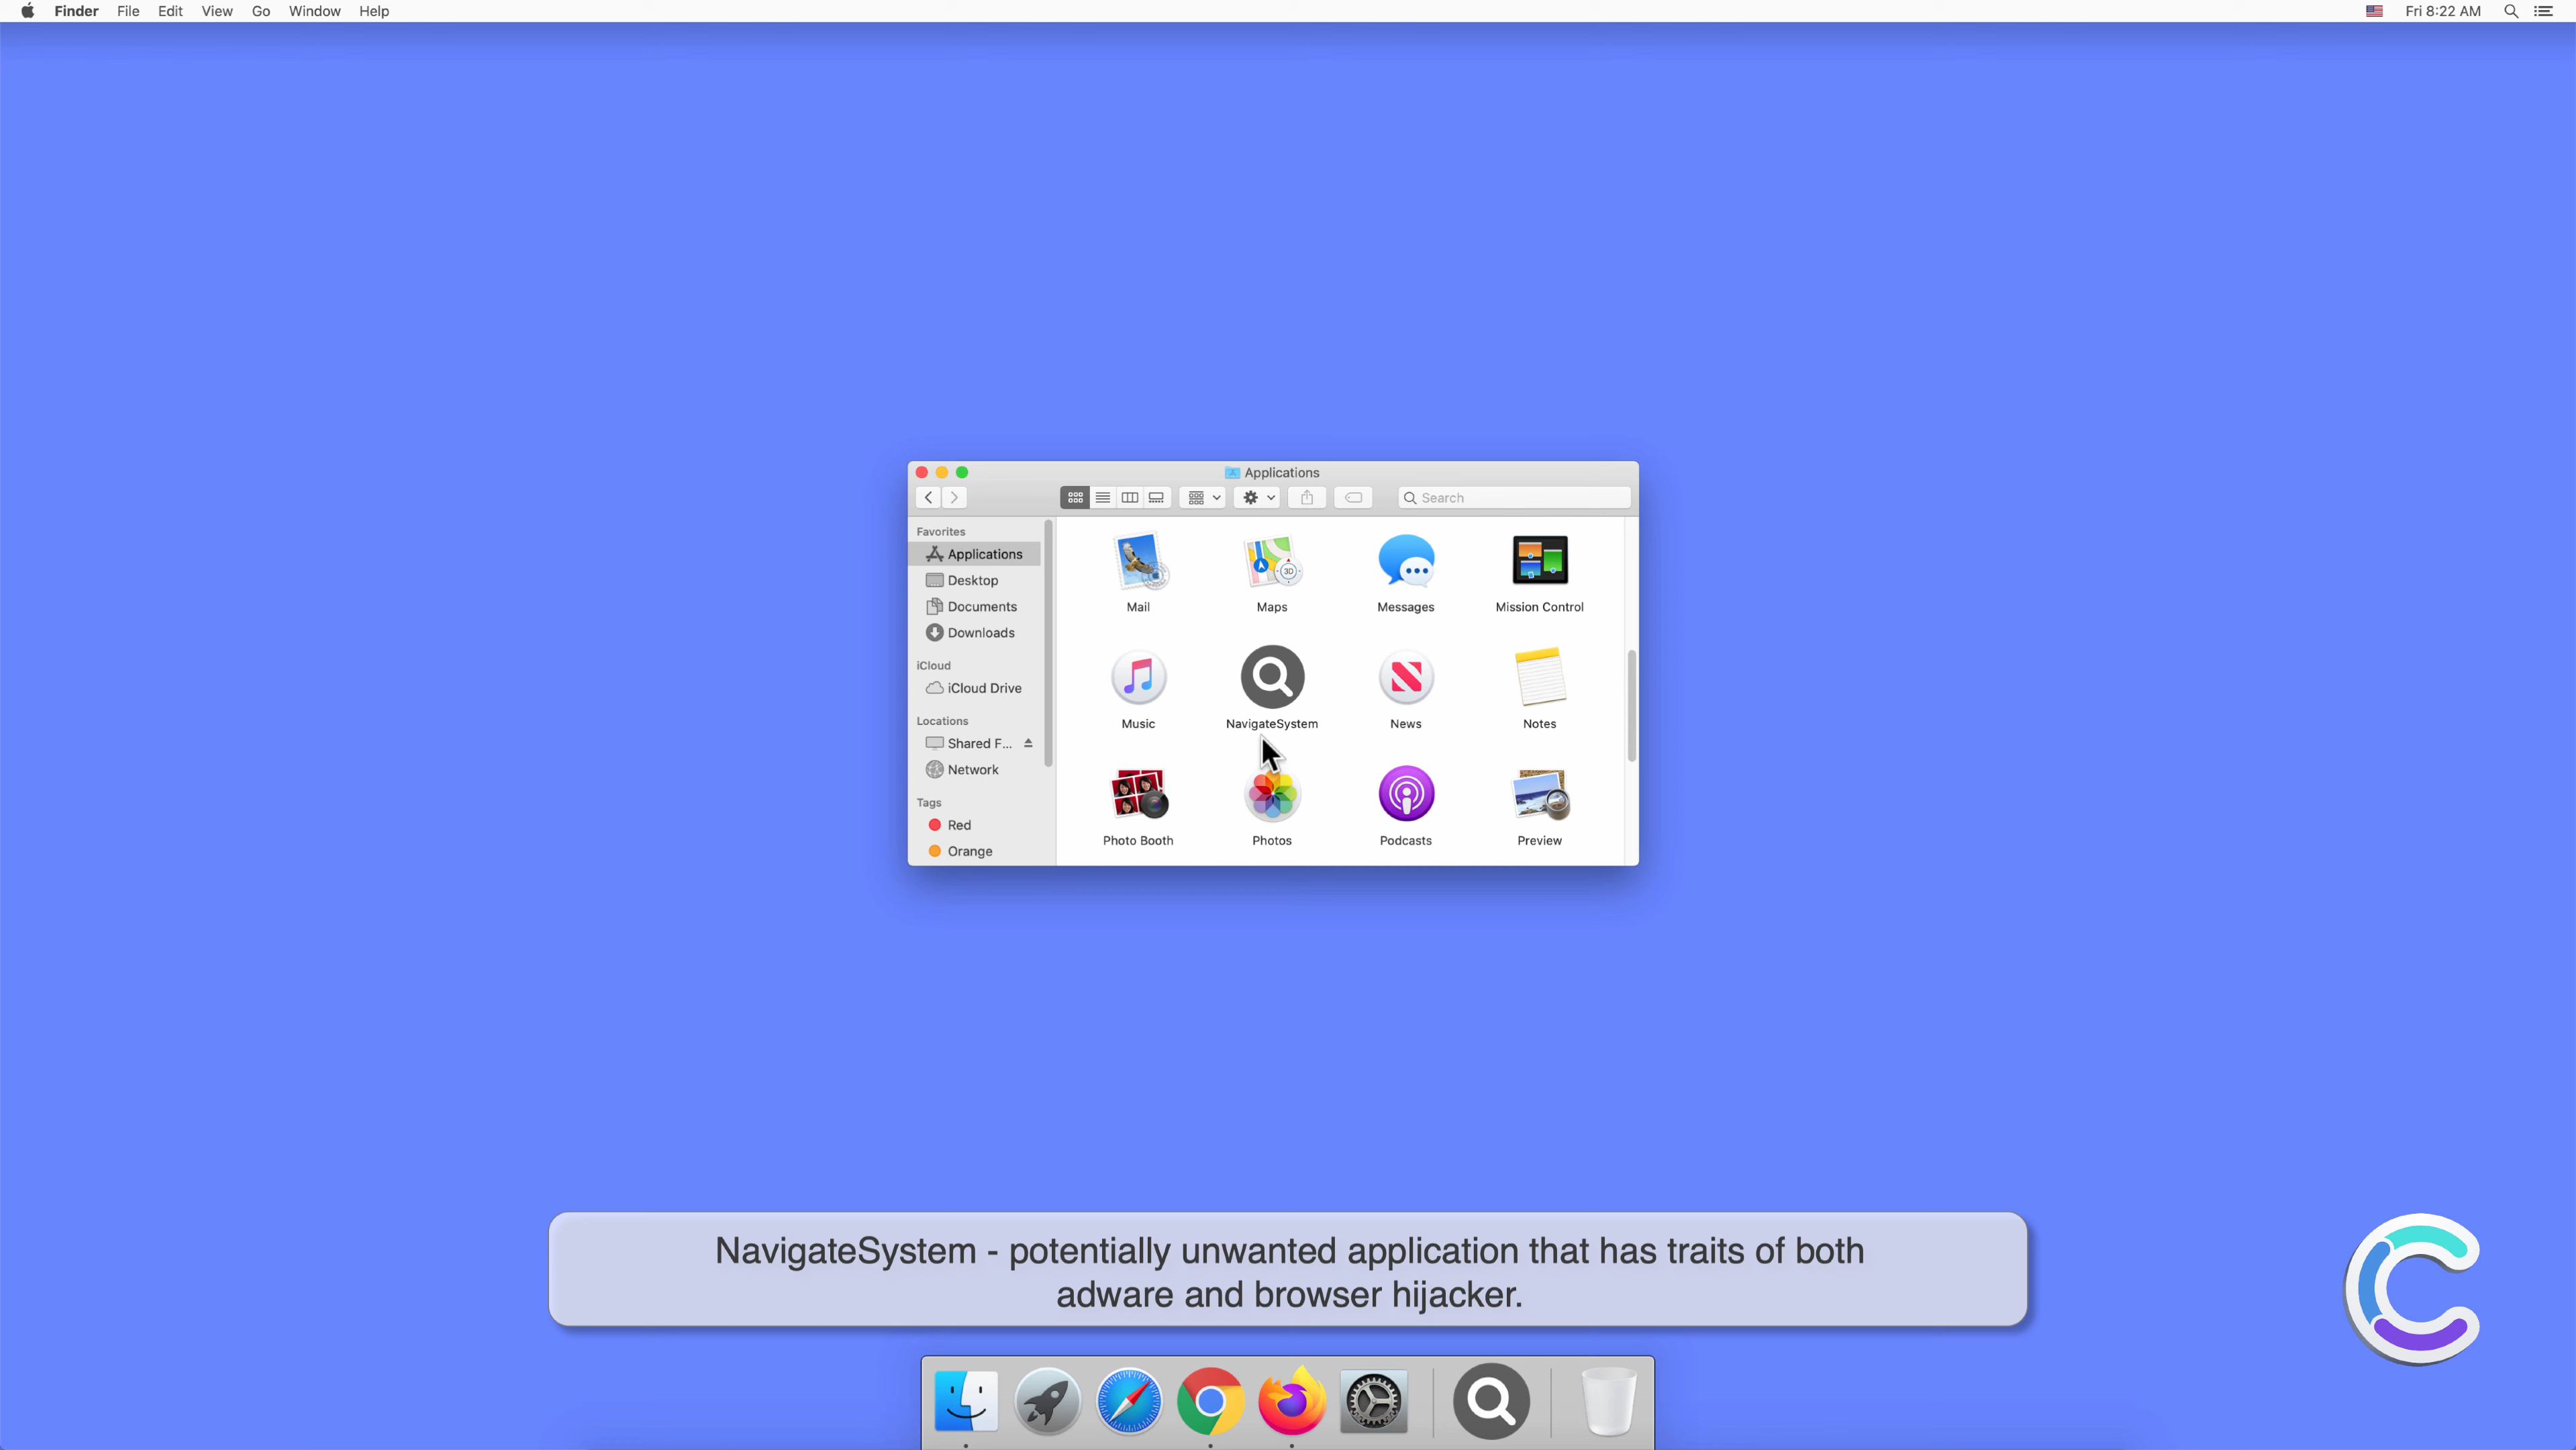 Finder File Edit View Go Window Help Fri 8:22 AM
Applications
Search
Favorites
Applications
Desktop
Documents
Downloads
iCloud
iCloud Drive
Locations
Shared F...
Network
Tags
Red
Orange
Mail Maps Messages Mission Control
3D
Music NavigateSystem News Notes
Photo Booth Photos Podcasts Preview
NavigateSystem - potentially unwanted application that has traits of both
adware and browser hijacker.